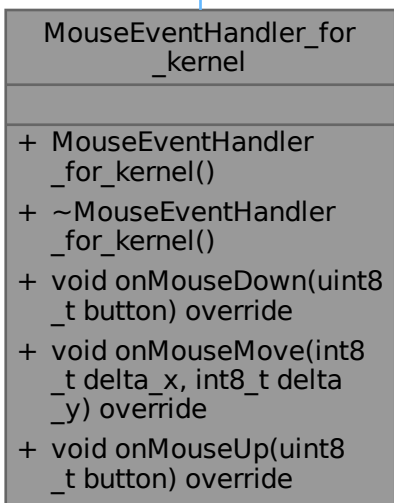 MouseEventHandler_for
_kernel
+ MouseEventHandler
_for_kernel()
+ ~MouseEventHandler
_for_kernel()
+ void onMouseDown(uint8
_t button) override
+ void onMouseMove(int8
_t delta_x, int8_t delta
_y) override
+ void onMouseUp(uint8
_t button) override